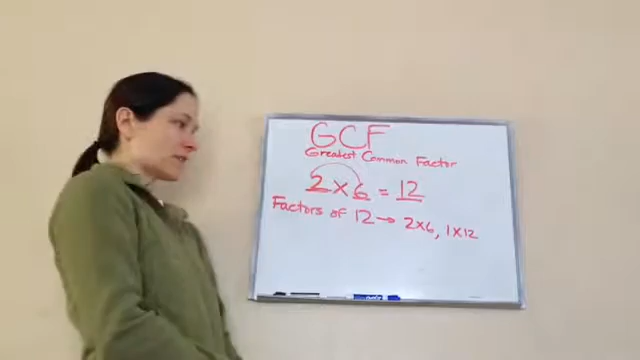 GCF
Greatest Common Factor
2 x 6 = 12
Factors of 12 → 2x6, 1x12